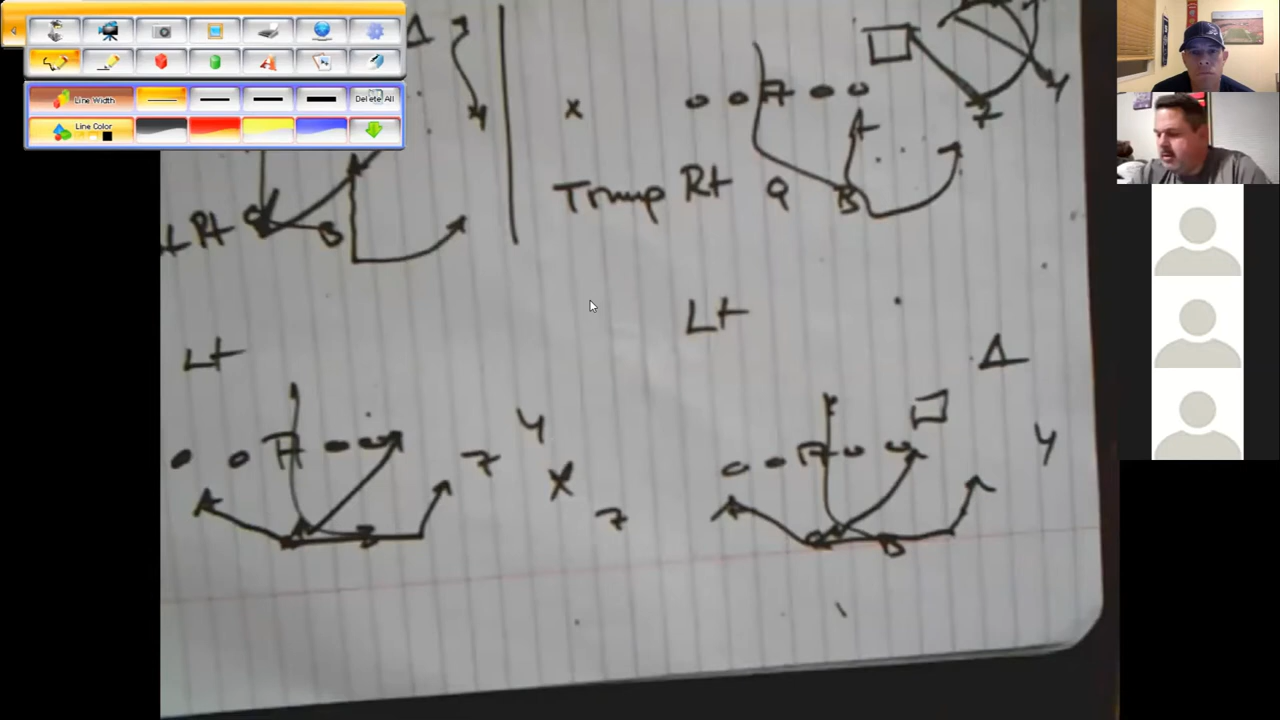 Line Width
Delete All
Line Color
x
Trump Rt Q B
Rt
B
Z
Y
Lt
Lt
Y
Z
X
Z
Y
B